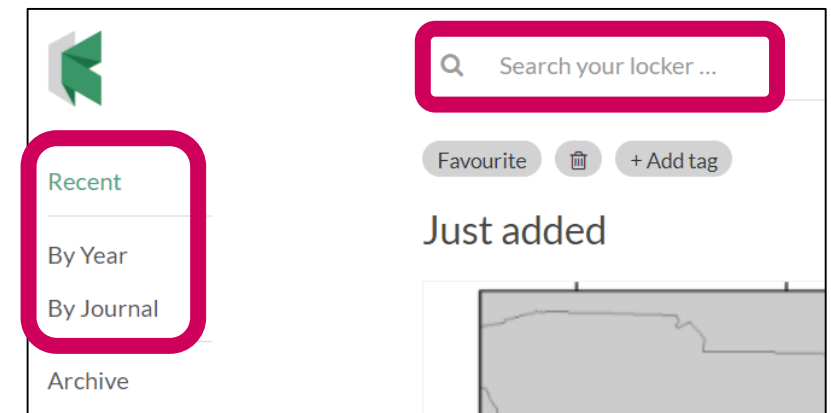 Search your locker ...
Recent
By Year
By Journal
Archive
Favourite
+ Add tag
Just added